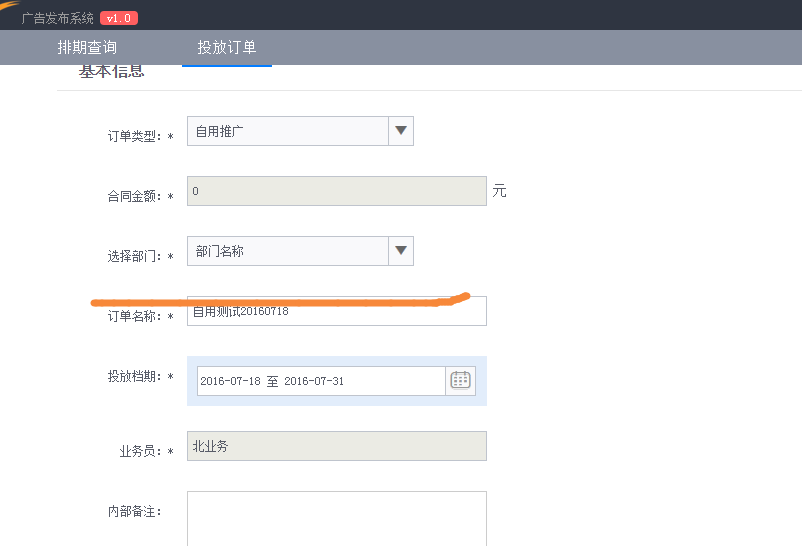 广告发布系统 v1.0
排期查询 投放订单
基本信息
订单类型：* 自用推广
合同金额：* 0 元
选择部门：* 部门名称
订单名称：* 自用测试20160718
投放档期：* 2016-07-18 至 2016-07-31
业务员：* 北业务
内部备注：